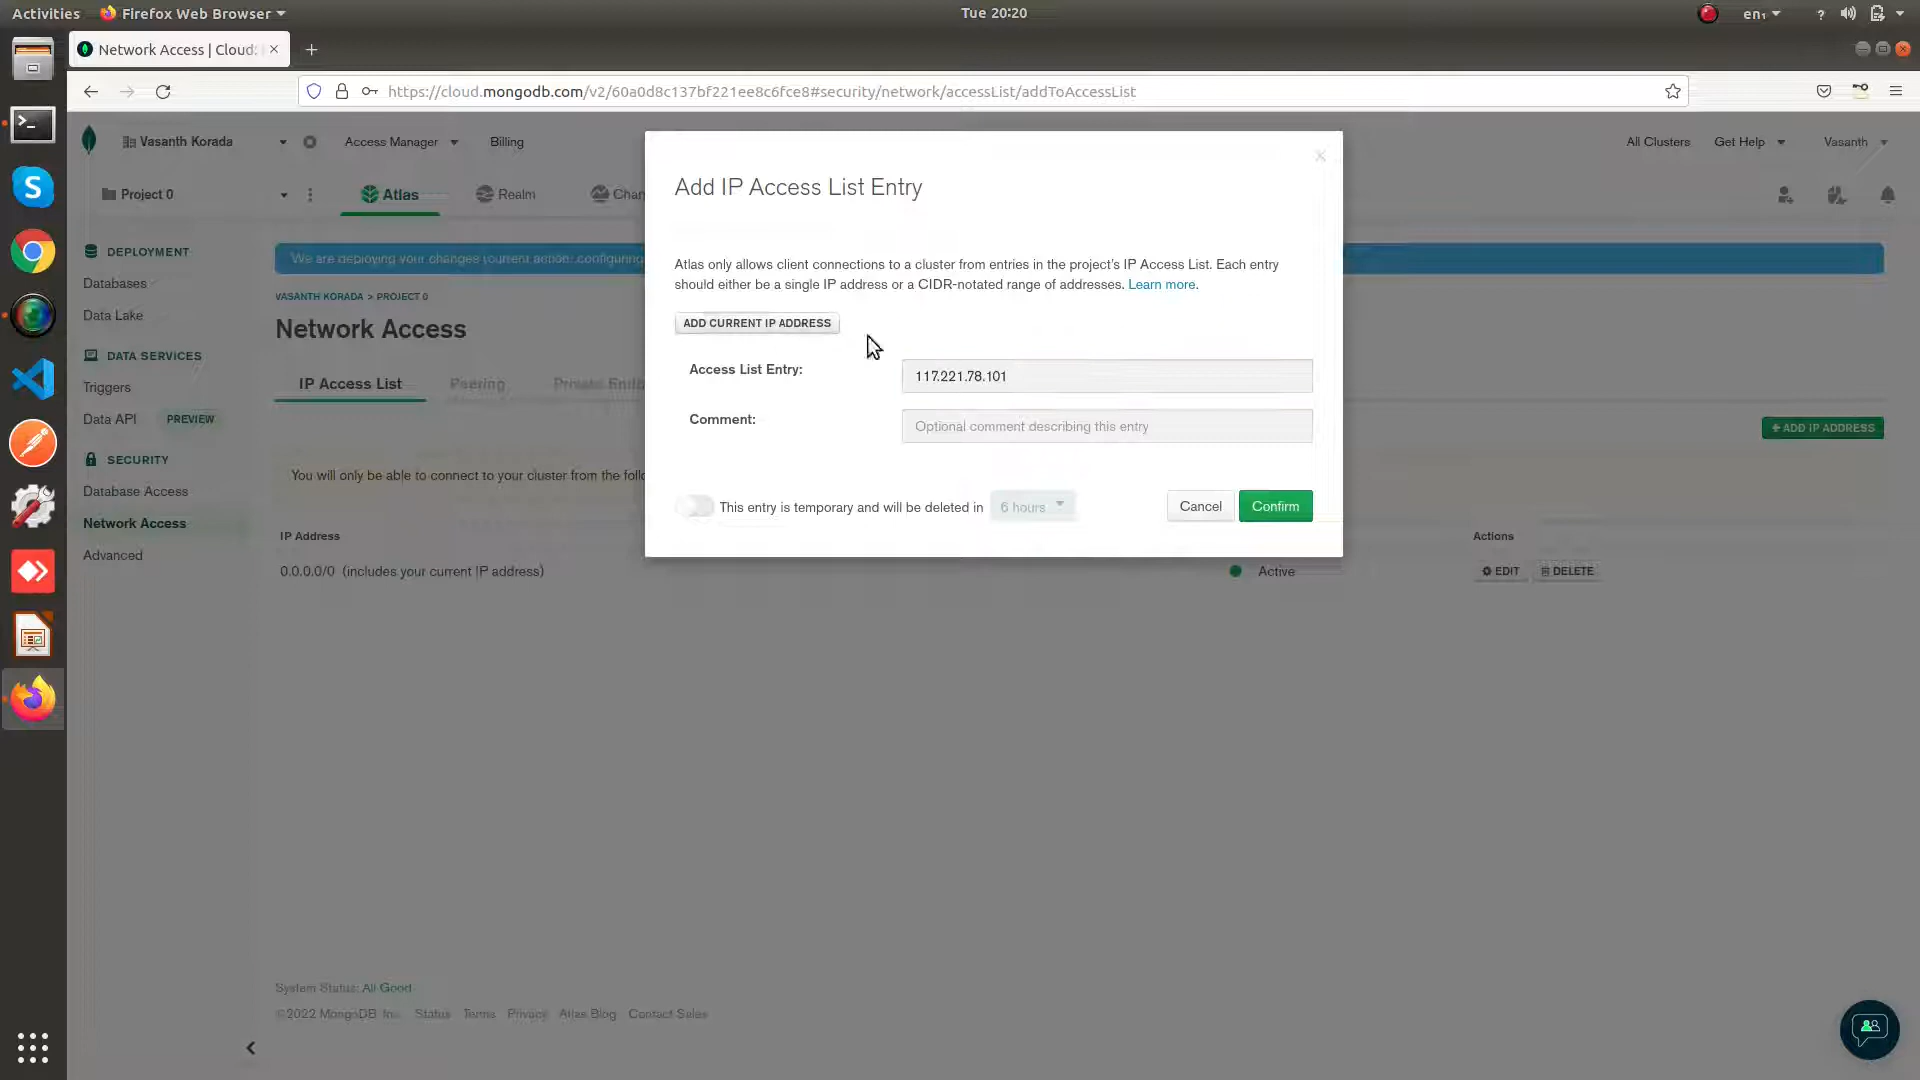 Activities
Firefox Web Browser
Tue 20:20
en₁
?
Network Access | Cloud:
https://cloud.mongodb.com/v2/60a0d8c137bf221ee8c6fce8#security/network/accessList/addToAccessList
Vasanth Korada
Access Manager
Billing
All Clusters
Get Help
Vasanth
Project 0
Atlas
Realm
Char
Add IP Access List Entry
DEPLOYMENT
Databases
Data Lake
DATA SERVICES
Triggers
Data API PREVIEW
SECURITY
Database Access
Network Access
Advanced
We are deploying your changes (current action: configuring
VASANTH KORADA > PROJECT 0
Network Access
IP Access List
Peering
Private Endp
Atlas only allows client connections to a cluster from entries in the project's IP Access List. Each entry
should either be a single IP address or a CIDR-notated range of addresses. Learn more.
ADD CURRENT IP ADDRESS
Access List Entry:
117.221.78.101
Comment:
Optional comment describing this entry
This entry is temporary and will be deleted in
6 hours
Cancel
Confirm
+ ADD IP ADDRESS
You will only be able to connect to your cluster from the follo
IP Address
Actions
0.0.0.0/0 (includes your current IP address)
Active
EDIT
DELETE
System Status: All Good
©2022 MongoDB, Inc. Status Terms Privacy Atlas Blog Contact Sales